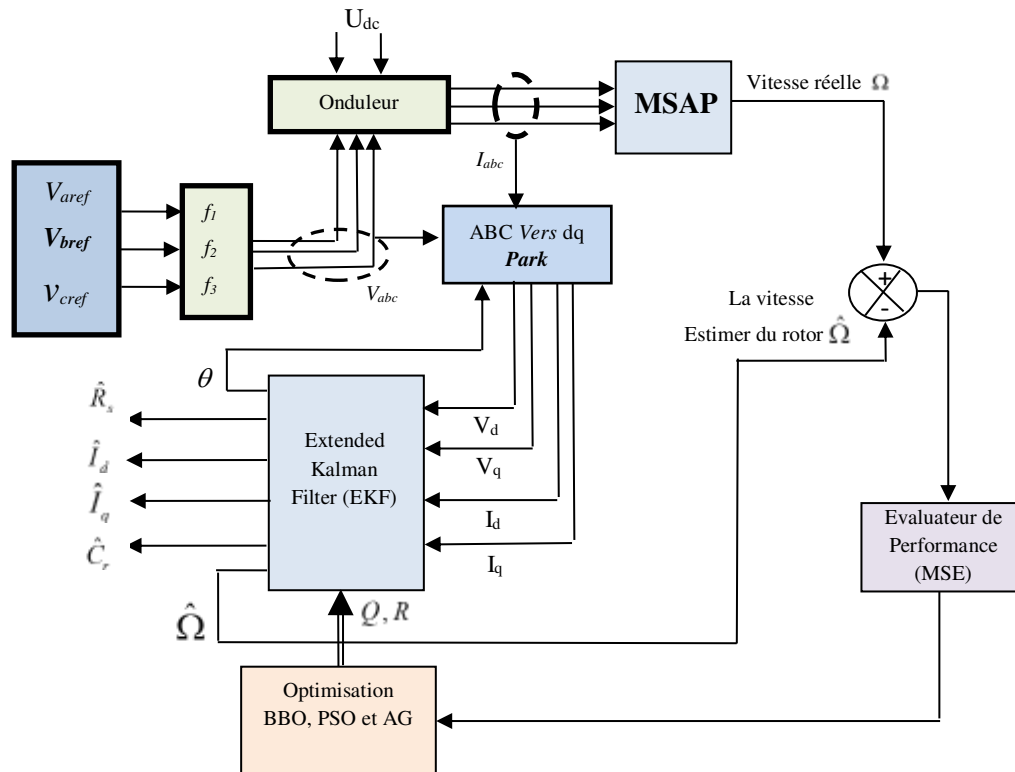 U_dc
Onduleur
MSAP
Vitesse réelle Ω
I_abc
V_aref
V_bref
V_cref
f_1
f_2
f_3
V_abc
ABC Vers dq
Park
+
-
La vitesse
Estimer du rotor Ω̂
θ
R̂_s
Î_d
Î_q
Ĉ_r
Ω̂
Extended
Kalman
Filter (EKF)
V_d
V_q
I_d
I_q
Q, R
Evaluateur de
Performance
(MSE)
Optimisation
BBO, PSO et AG